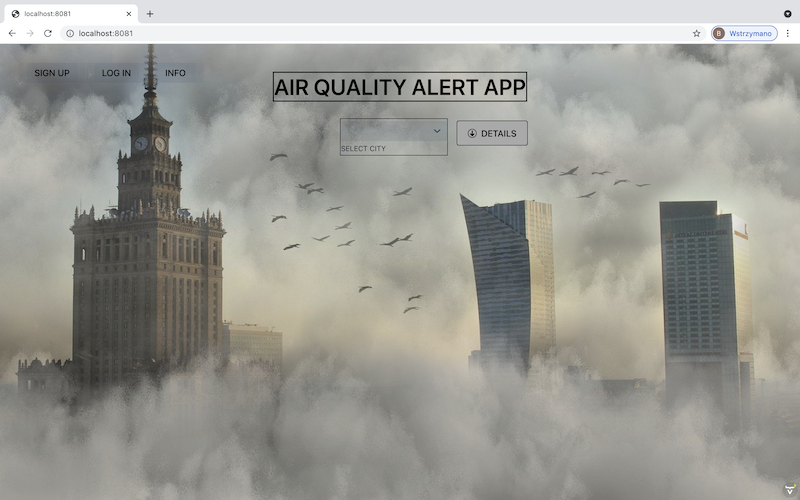 localhost:8081
localhost:8081
B
Wstrzymano
SIGN UP
LOG IN
INFO
AIR QUALITY ALERT APP
DETAILS
SELECT CITY